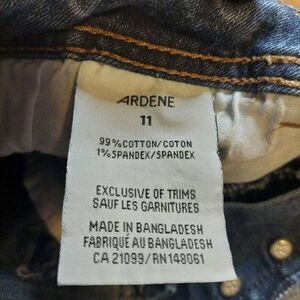 ARDENE
11
99%COTTON/COTON
1%SPANDEX/SPANDEX
EXCLUSIVE OF TRIMS
SAUF LES GARNITURES
MADE IN BANGLADESH
FABRIQUÉ AU BANGLADESH
CA 21099/RN148061